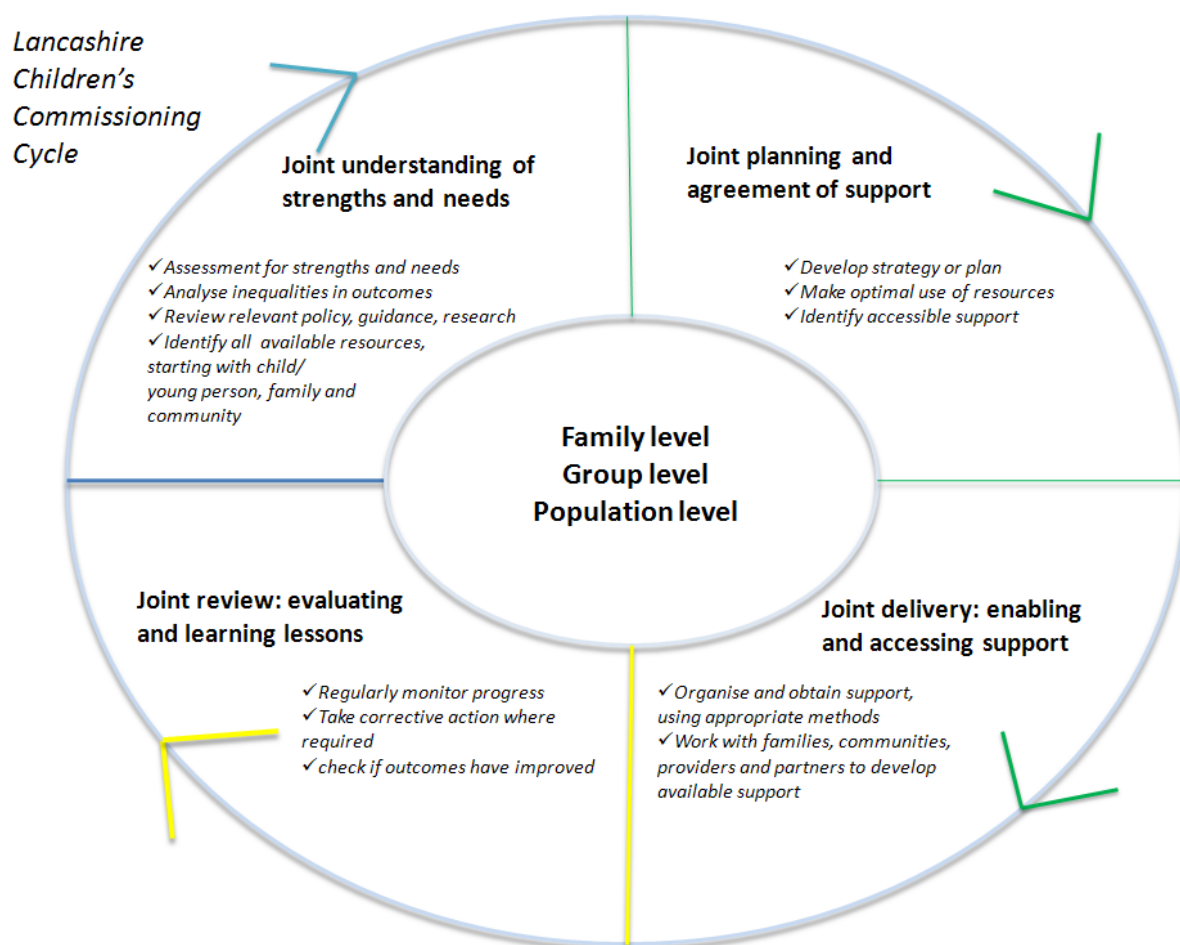 Lancashire
Children's
Commissioning
Cycle
Joint understanding of
strengths and needs
✓Assessment for strengths and needs
✓Analyse inequalities in outcomes
✓Review relevant policy, guidance, research
✓Identify all available resources,
starting with child/
young person, family and
community
Joint planning and
agreement of support
✓Develop strategy or plan
✓Make optimal use of resources
✓Identify accessible support
Family level
Group level
Population level
Joint review: evaluating
and learning lessons
✓Regularly monitor progress
✓Take corrective action where
required
✓check if outcomes have improved
Joint delivery: enabling
and accessing support
✓Organise and obtain support,
using appropriate methods
✓Work with families, communities,
providers and partners to develop
available support